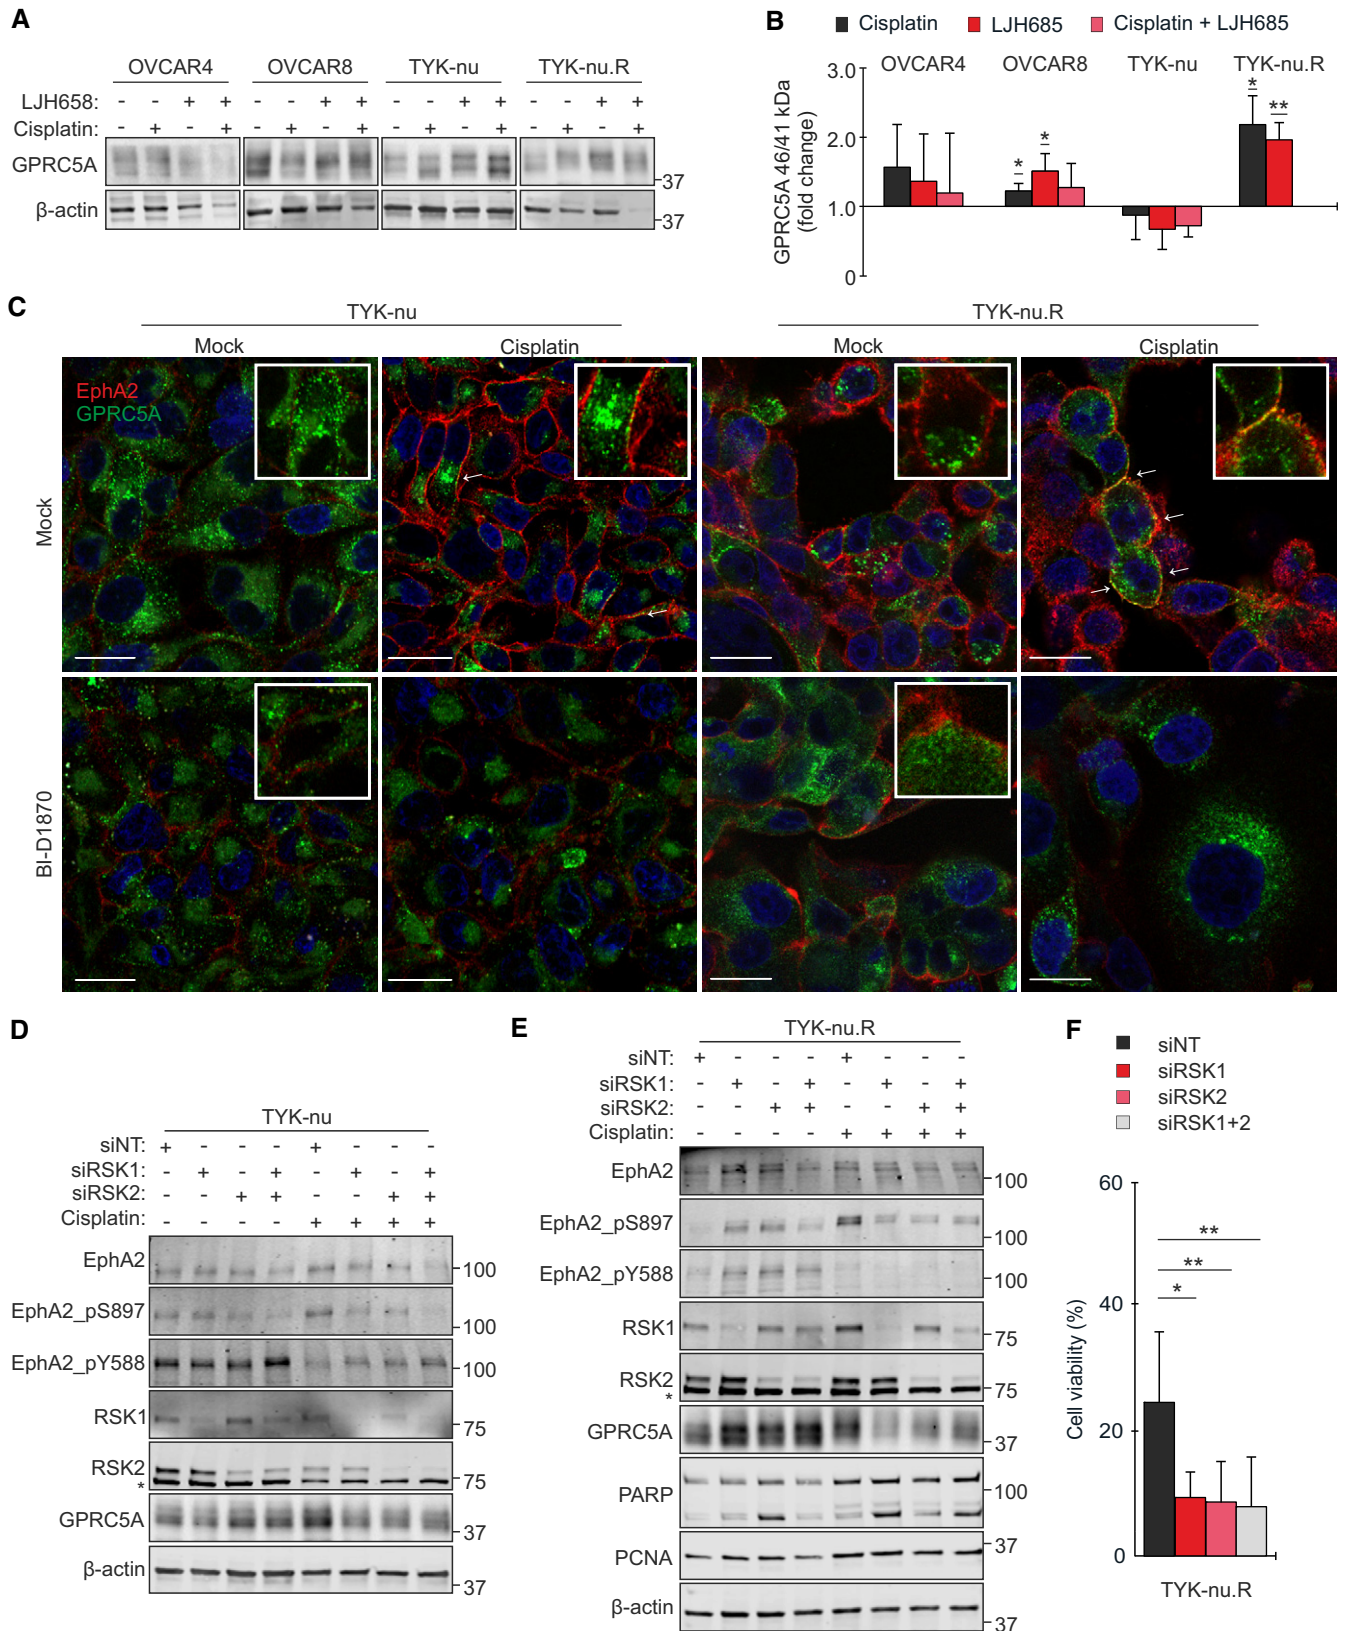 A
OVCAR4 OVCAR8 TYK-nu TYK-nu.R
LJH658: - - + + - - + + - - + + - - + +
Cisplatin: - + - + - + - + - + - + - + - +
GPRC5A
37
β-actin
37
B
Cisplatin LJH685 Cisplatin + LJH685
OVCAR4 OVCAR8 TYK-nu TYK-nu.R
GPRC5A 46/41 kDa
(fold change)
3.0
2.0
1.0
0
* * * **
C
TYK-nu TYK-nu.R
Mock Cisplatin Mock Cisplatin
EphA2
GPRC5A
Mock
BI-D1870
D
TYK-nu
siNT: + - - - + - - -
siRSK1: - + - + - + - +
siRSK2: - - + + - - + +
Cisplatin: - - - - + + + +
EphA2
100
EphA2_pS897
100
EphA2_pY588
100
RSK1
75
RSK2
*
75
GPRC5A
37
β-actin
37
E
TYK-nu.R
siNT: + - - - + - - -
siRSK1: - + - + - + - +
siRSK2: - - + + - - + +
Cisplatin: - - - - + + + +
EphA2
100
EphA2_pS897
100
EphA2_pY588
100
RSK1
75
RSK2
*
75
GPRC5A
37
PARP
100
PCNA
37
β-actin
37
F
siNT
siRSK1
siRSK2
siRSK1+2
Cell viability (%)
60
40
20
0
**
**
*
TYK-nu.R